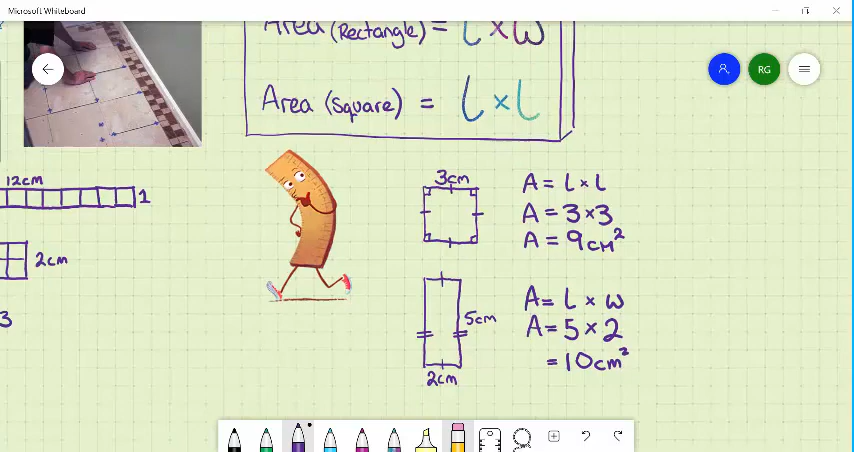 Microsoft Whiteboard
Area (Rectangle) = L × W
Area (Square) = L × L
RG
12cm
1
2cm
3
3cm
A = L × L
A = 3 × 3
A = 9cm²
5cm
2cm
A = L × W
A = 5 × 2
= 10cm²